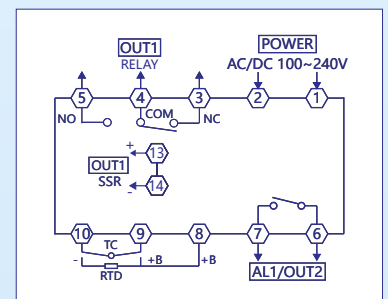 OUT1 POWER
RELAY AC/DC 100~240V
5 4 3 2 1
NO COM NC
+ 13
OUT1
SSR 14
-
10 9 8 7 6
TC
- +B +B
RTD AL1/OUT2